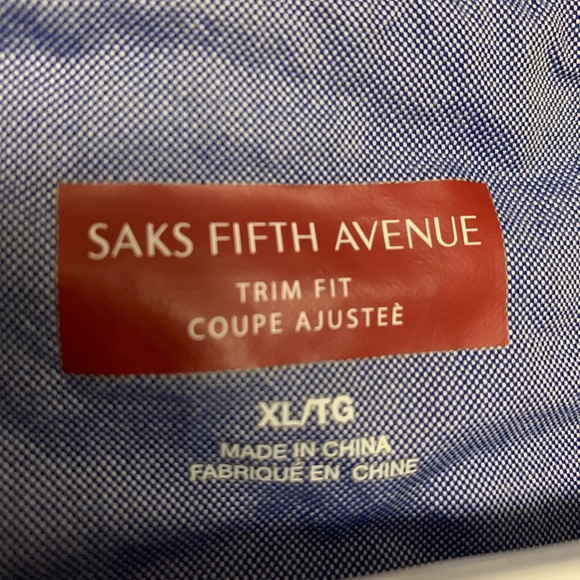 SAKS FIFTH AVENUE
TRIM FIT
COUPE AJUSTEÈ
XL/TG
MADE IN CHINA
FABRIQUÉ EN CHINE